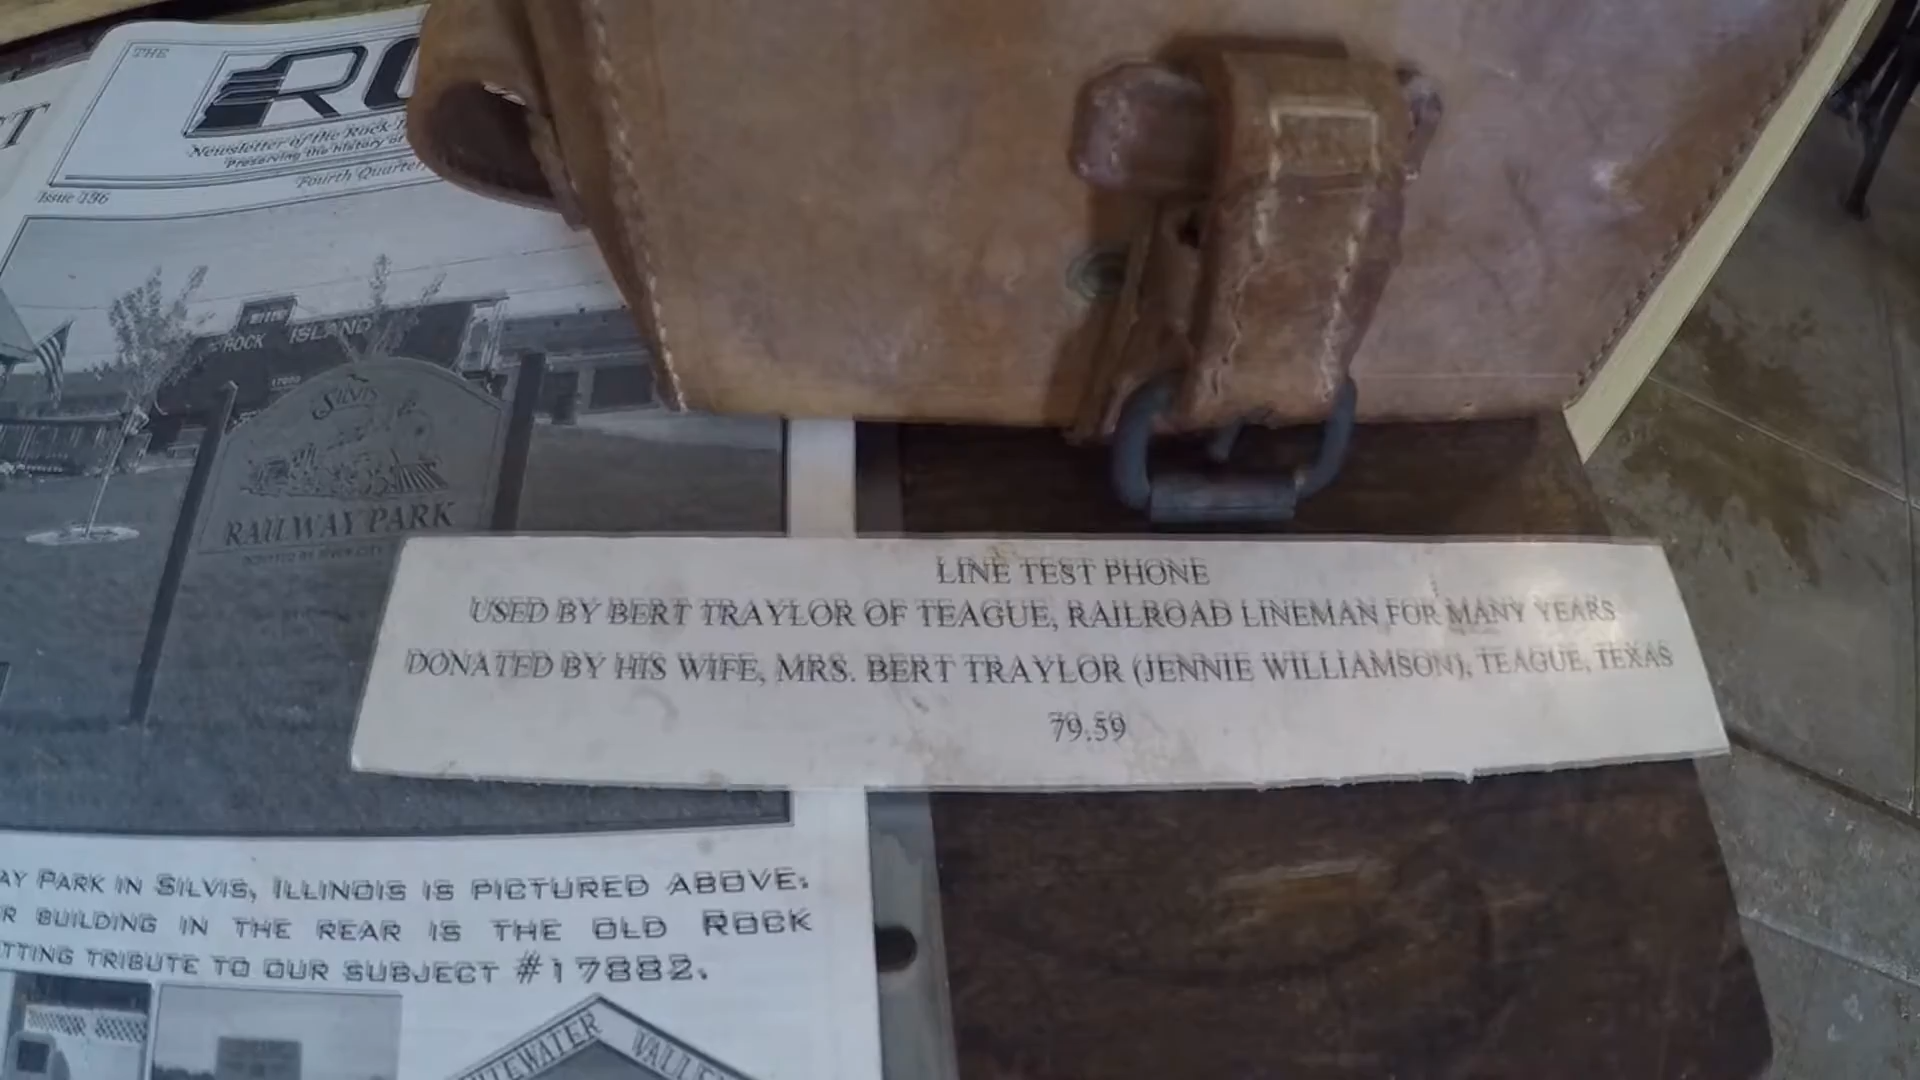 THE
Newsletter of the Rock
Preserving the history of
Fourth Quarter
Issue 136
ROCK ISLAND
SILVIS
RAILWAY PARK
LINE TEST PHONE
USED BY BERT TRAYLOR OF TEAGUE, RAILROAD LINEMAN FOR MANY YEARS
DONATED BY HIS WIFE, MRS. BERT TRAYLOR (JENNIE WILLIAMSON), TEAGUE, TEXAS
79.59
AY PARK IN SILVIS, ILLINOIS IS PICTURED ABOVE.
R BUILDING IN THE REAR IS THE OLD ROCK
TTING TRIBUTE TO OUR SUBJECT #17882.